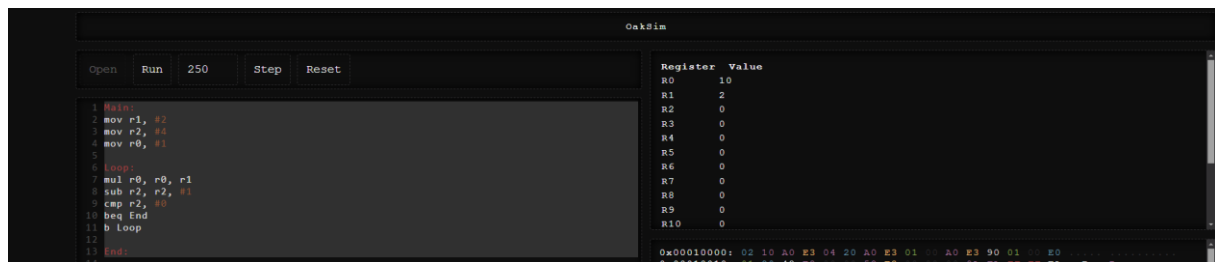 OakSim
Open Run 250 Step Reset
1 Main:
2 mov r1, #2
3 mov r2, #4
4 mov r0, #1
5
6 Loop:
7 mul r0, r0, r1
8 sub r2, r2, #1
9 cmp r2, #0
10 beq End
11 b Loop
12
13 End:
Register Value
R0 10
R1 2
R2 0
R3 0
R4 0
R5 0
R6 0
R7 0
R8 0
R9 0
R10 0
0x00010000: 02 10 A0 E3 04 20 A0 E3 01 00 A0 E3 90 01 00 E0